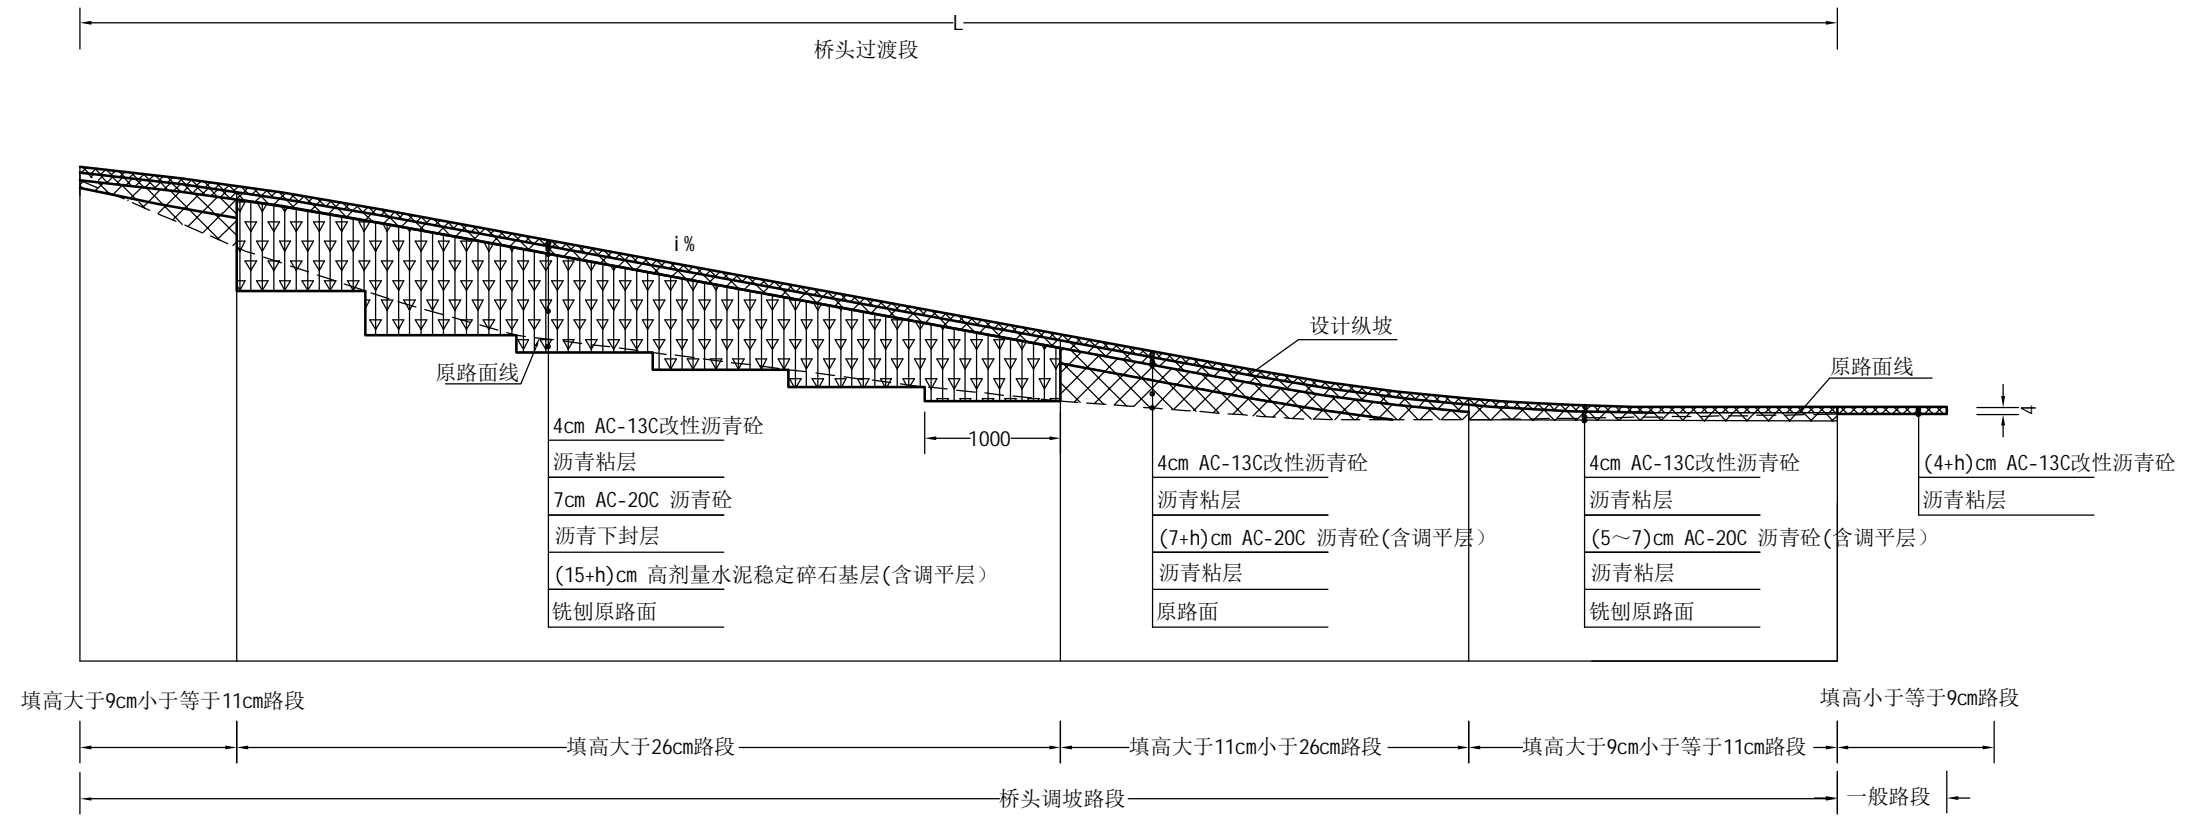 L
桥头过渡段
i%
设计纵坡
原路面线
原路面线
4
1000
4cm AC-13C改性沥青砼
沥青粘层
7cm AC-20C 沥青砼
沥青下封层
(15+h)cm 高剂量水泥稳定碎石基层(含调平层)
铣刨原路面
4cm AC-13C改性沥青砼
沥青粘层
(7+h)cm AC-20C 沥青砼(含调平层)
沥青粘层
原路面
4cm AC-13C改性沥青砼
沥青粘层
(5～7)cm AC-20C 沥青砼(含调平层)
沥青粘层
铣刨原路面
(4+h)cm AC-13C改性沥青砼
沥青粘层
填高大于9cm小于等于11cm路段
填高小于等于9cm路段
填高大于26cm路段
填高大于11cm小于26cm路段
填高大于9cm小于等于11cm路段
桥头调坡路段
一般路段